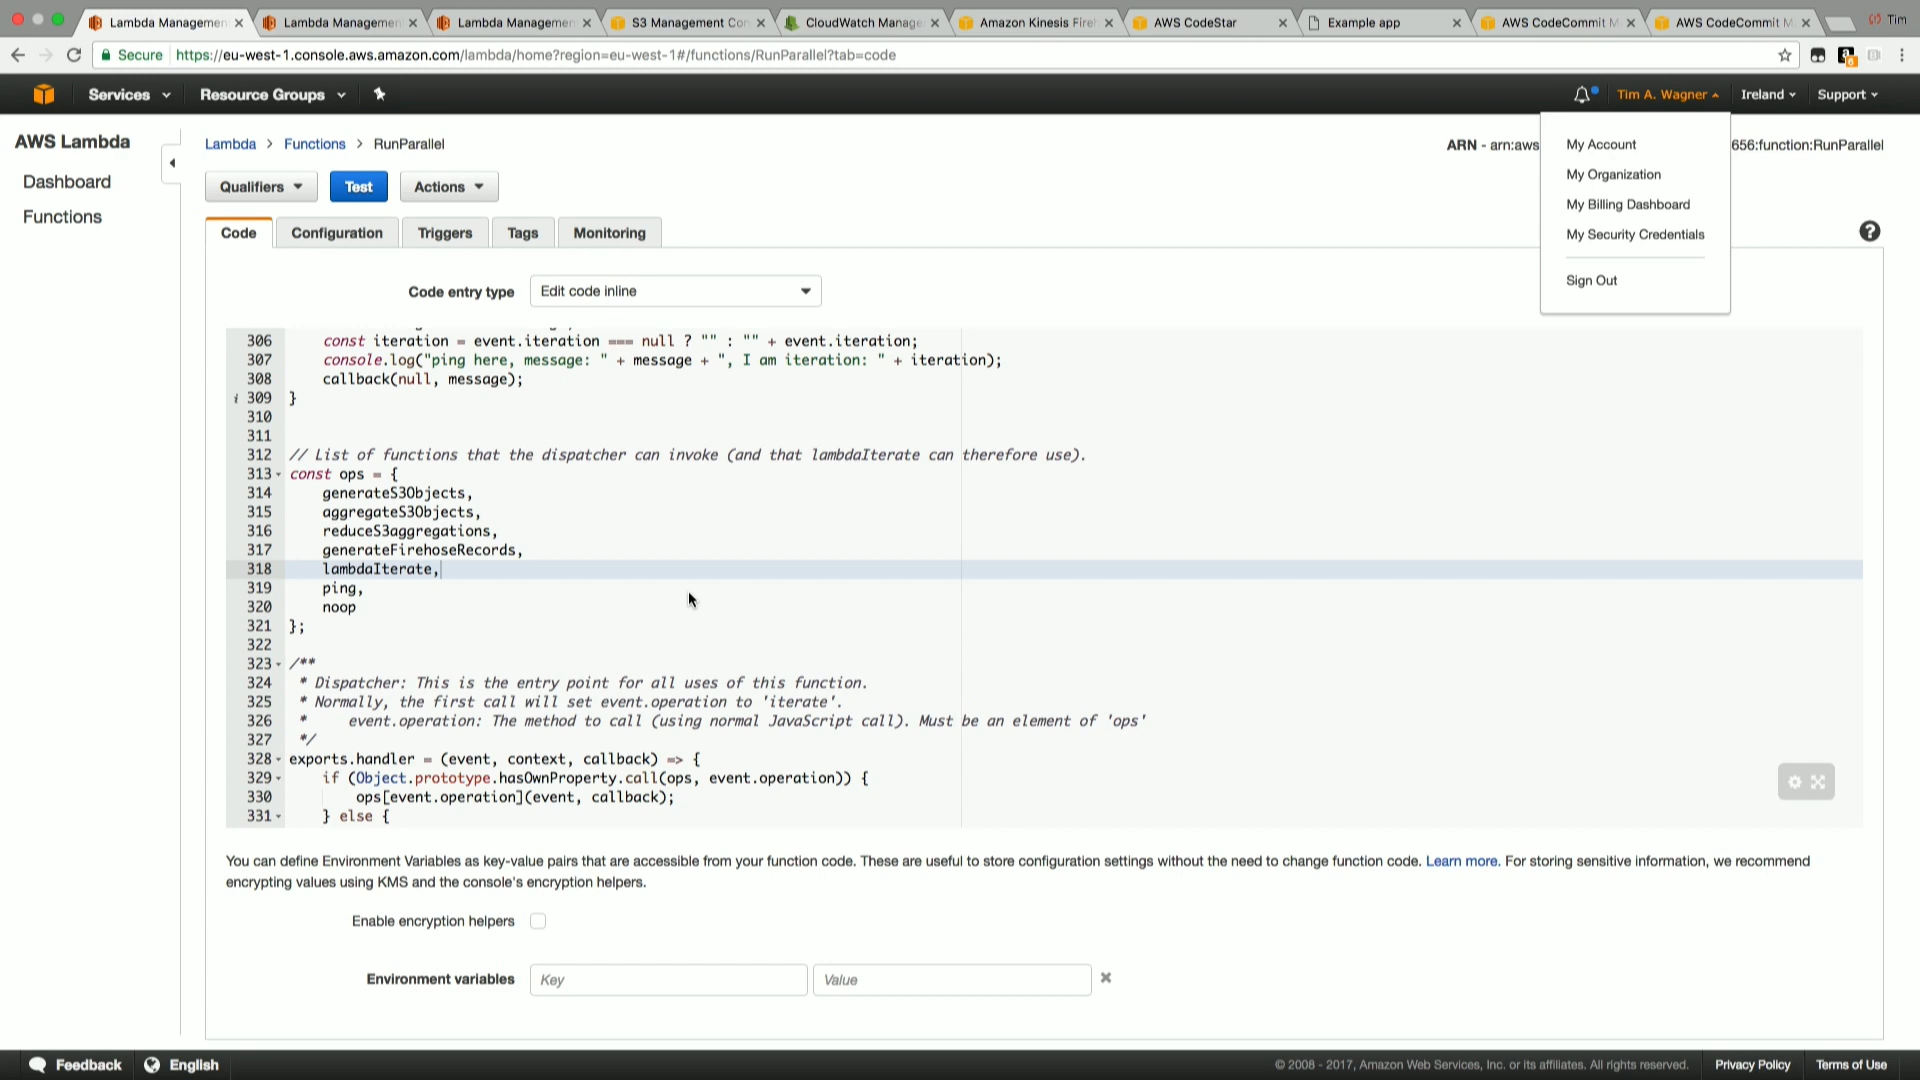 Lambda Managemen
Lambda Managemen
Lambda Managemen
S3 Management Con
CloudWatch Manage
Amazon Kinesis Fireh
AWS CodeStar
Example app
AWS CodeCommit M
AWS CodeCommit M
Tim
Secure
https://eu-west-1.console.aws.amazon.com/lambda/home?region=eu-west-1#/functions/RunParallel?tab=code
Services
Resource Groups
Tim A. Wagner
Ireland
Support
AWS Lambda
Dashboard
Functions
Lambda > Functions > RunParallel
ARN - arn:aws
656:function:RunParallel
My Account
My Organization
My Billing Dashboard
My Security Credentials
Sign Out
Qualifiers
Test
Actions
Code
Configuration
Triggers
Tags
Monitoring
Code entry type
Edit code inline
306 const iteration = event.iteration === null ? "" : "" + event.iteration;
307 console.log("ping here, message: " + message + ", I am iteration: " + iteration);
308 callback(null, message);
i 309 }
310
311
312 // List of functions that the dispatcher can invoke (and that lambdaIterate can therefore use).
313 const ops = {
314 generateS3Objects,
315 aggregateS3Objects,
316 reduceS3aggregations,
317 generateFirehoseRecords,
318 lambdaIterate,
319 ping,
320 noop
321 };
322
323 /**
324 * Dispatcher: This is the entry point for all uses of this function.
325 * Normally, the first call will set event.operation to 'iterate'.
326 * event.operation: The method to call (using normal JavaScript call). Must be an element of 'ops'
327 */
328 exports.handler = (event, context, callback) => {
329 if (Object.prototype.hasOwnProperty.call(ops, event.operation)) {
330 ops[event.operation](event, callback);
331 } else {
You can define Environment Variables as key-value pairs that are accessible from your function code. These are useful to store configuration settings without the need to change function code. Learn more. For storing sensitive information, we recommend
encrypting values using KMS and the console's encryption helpers.
Enable encryption helpers
Environment variables
Key
Value
Feedback
English
© 2008 - 2017, Amazon Web Services, Inc. or its affiliates. All rights reserved.
Privacy Policy
Terms of Use